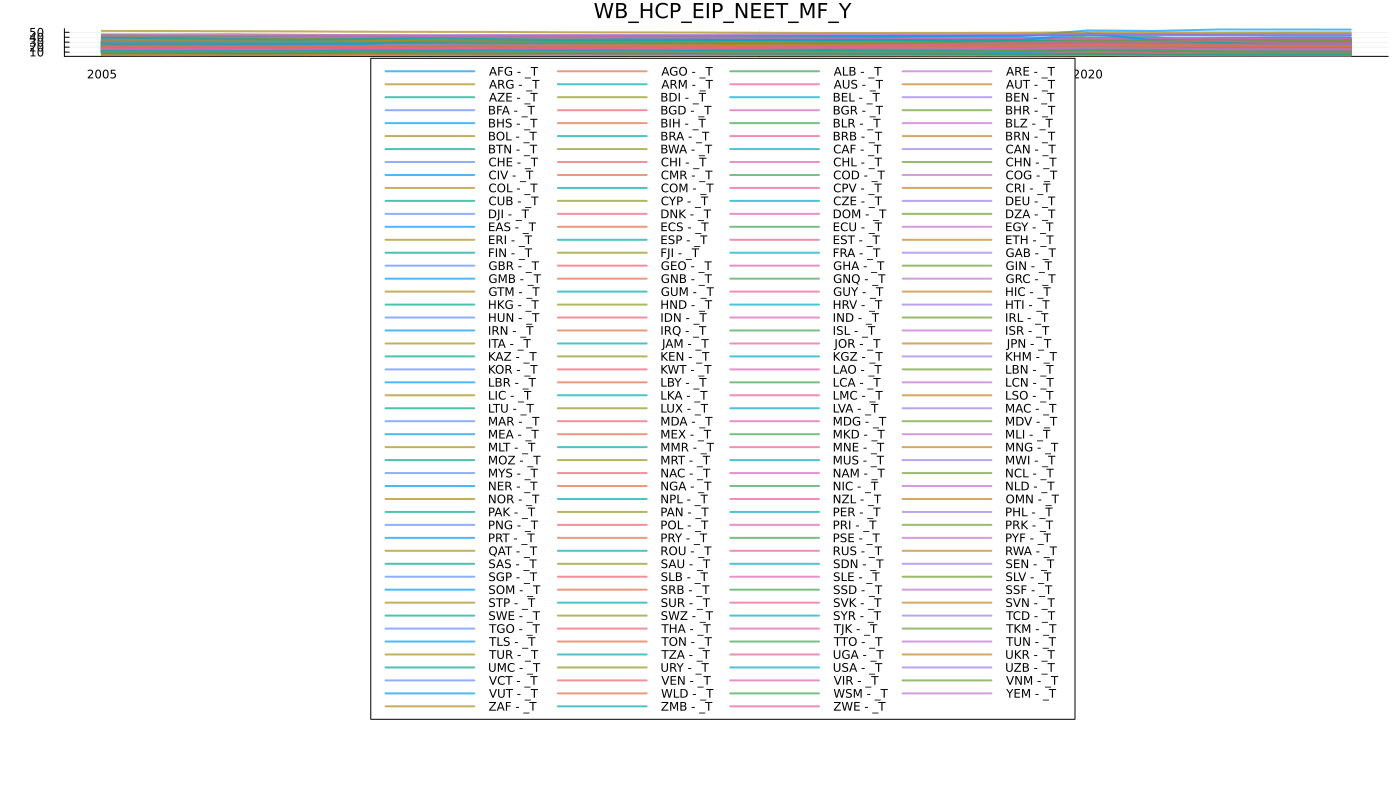 WB_HCP_EIP_NEET_MF_Y
50
10
2005
2020
AFG - _T AGO - _T ALB - _T ARE - _T
ARG - _T ARM - _T AUS - _T AUT - _T
AZE - _T BDI - _T BEL - _T BEN - _T
BFA - _T BGD - _T BGR - _T BHR - _T
BHS - _T BIH - _T BLR - _T BLZ - _T
BOL - _T BRA - _T BRB - _T BRN - _T
BTN - _T BWA - _T CAF - _T CAN - _T
CHE - _T CHI - _T CHL - _T CHN - _T
CIV - _T CMR - _T COD - _T COG - _T
COL - _T COM - _T CPV - _T CRI - _T
CUB - _T CYP - _T CZE - _T DEU - _T
DJI - _T DNK - _T DOM - _T DZA - _T
EAS - _T ECS - _T ECU - _T EGY - _T
ERI - _T ESP - _T EST - _T ETH - _T
FIN - _T FJI - _T FRA - _T GAB - _T
GBR - _T GEO - _T GHA - _T GIN - _T
GMB - _T GNB - _T GNQ - _T GRC - _T
GTM - _T GUM - _T GUY - _T HIC - _T
HKG - _T HND - _T HRV - _T HTI - _T
HUN - _T IDN - _T IND - _T IRL - _T
IRN - _T IRQ - _T ISL - _T ISR - _T
ITA - _T JAM - _T JOR - _T JPN - _T
KAZ - _T KEN - _T KGZ - _T KHM - _T
KOR - _T KWT - _T LAO - _T LBN - _T
LBR - _T LBY - _T LCA - _T LCN - _T
LIC - _T LKA - _T LMC - _T LSO - _T
LTU - _T LUX - _T LVA - _T MAC - _T
MAR - _T MDA - _T MDG - _T MDV - _T
MEA - _T MEX - _T MKD - _T MLI - _T
MLT - _T MMR - _T MNE - _T MNG - _T
MOZ - _T MRT - _T MUS - _T MWI - _T
MYS - _T NAC - _T NAM - _T NCL - _T
NER - _T NGA - _T NIC - _T NLD - _T
NOR - _T NPL - _T NZL - _T OMN - _T
PAK - _T PAN - _T PER - _T PHL - _T
PNG - _T POL - _T PRI - _T PRK - _T
PRT - _T PRY - _T PSE - _T PYF - _T
QAT - _T ROU - _T RUS - _T RWA - _T
SAS - _T SAU - _T SDN - _T SEN - _T
SGP - _T SLB - _T SLE - _T SLV - _T
SOM - _T SRB - _T SSD - _T SSF - _T
STP - _T SUR - _T SVK - _T SVN - _T
SWE - _T SWZ - _T SYR - _T TCD - _T
TGO - _T THA - _T TJK - _T TKM - _T
TLS - _T TON - _T TTO - _T TUN - _T
TUR - _T TZA - _T UGA - _T UKR - _T
UMC - _T URY - _T USA - _T UZB - _T
VCT - _T VEN - _T VIR - _T VNM - _T
VUT - _T WLD - _T WSM - _T YEM - _T
ZAF - _T ZMB - _T ZWE - _T